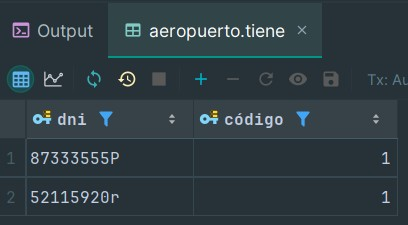 Output aeropuerto.tiene
Tx: Au
dni código
1 87333555P 1
2 52115920r 1